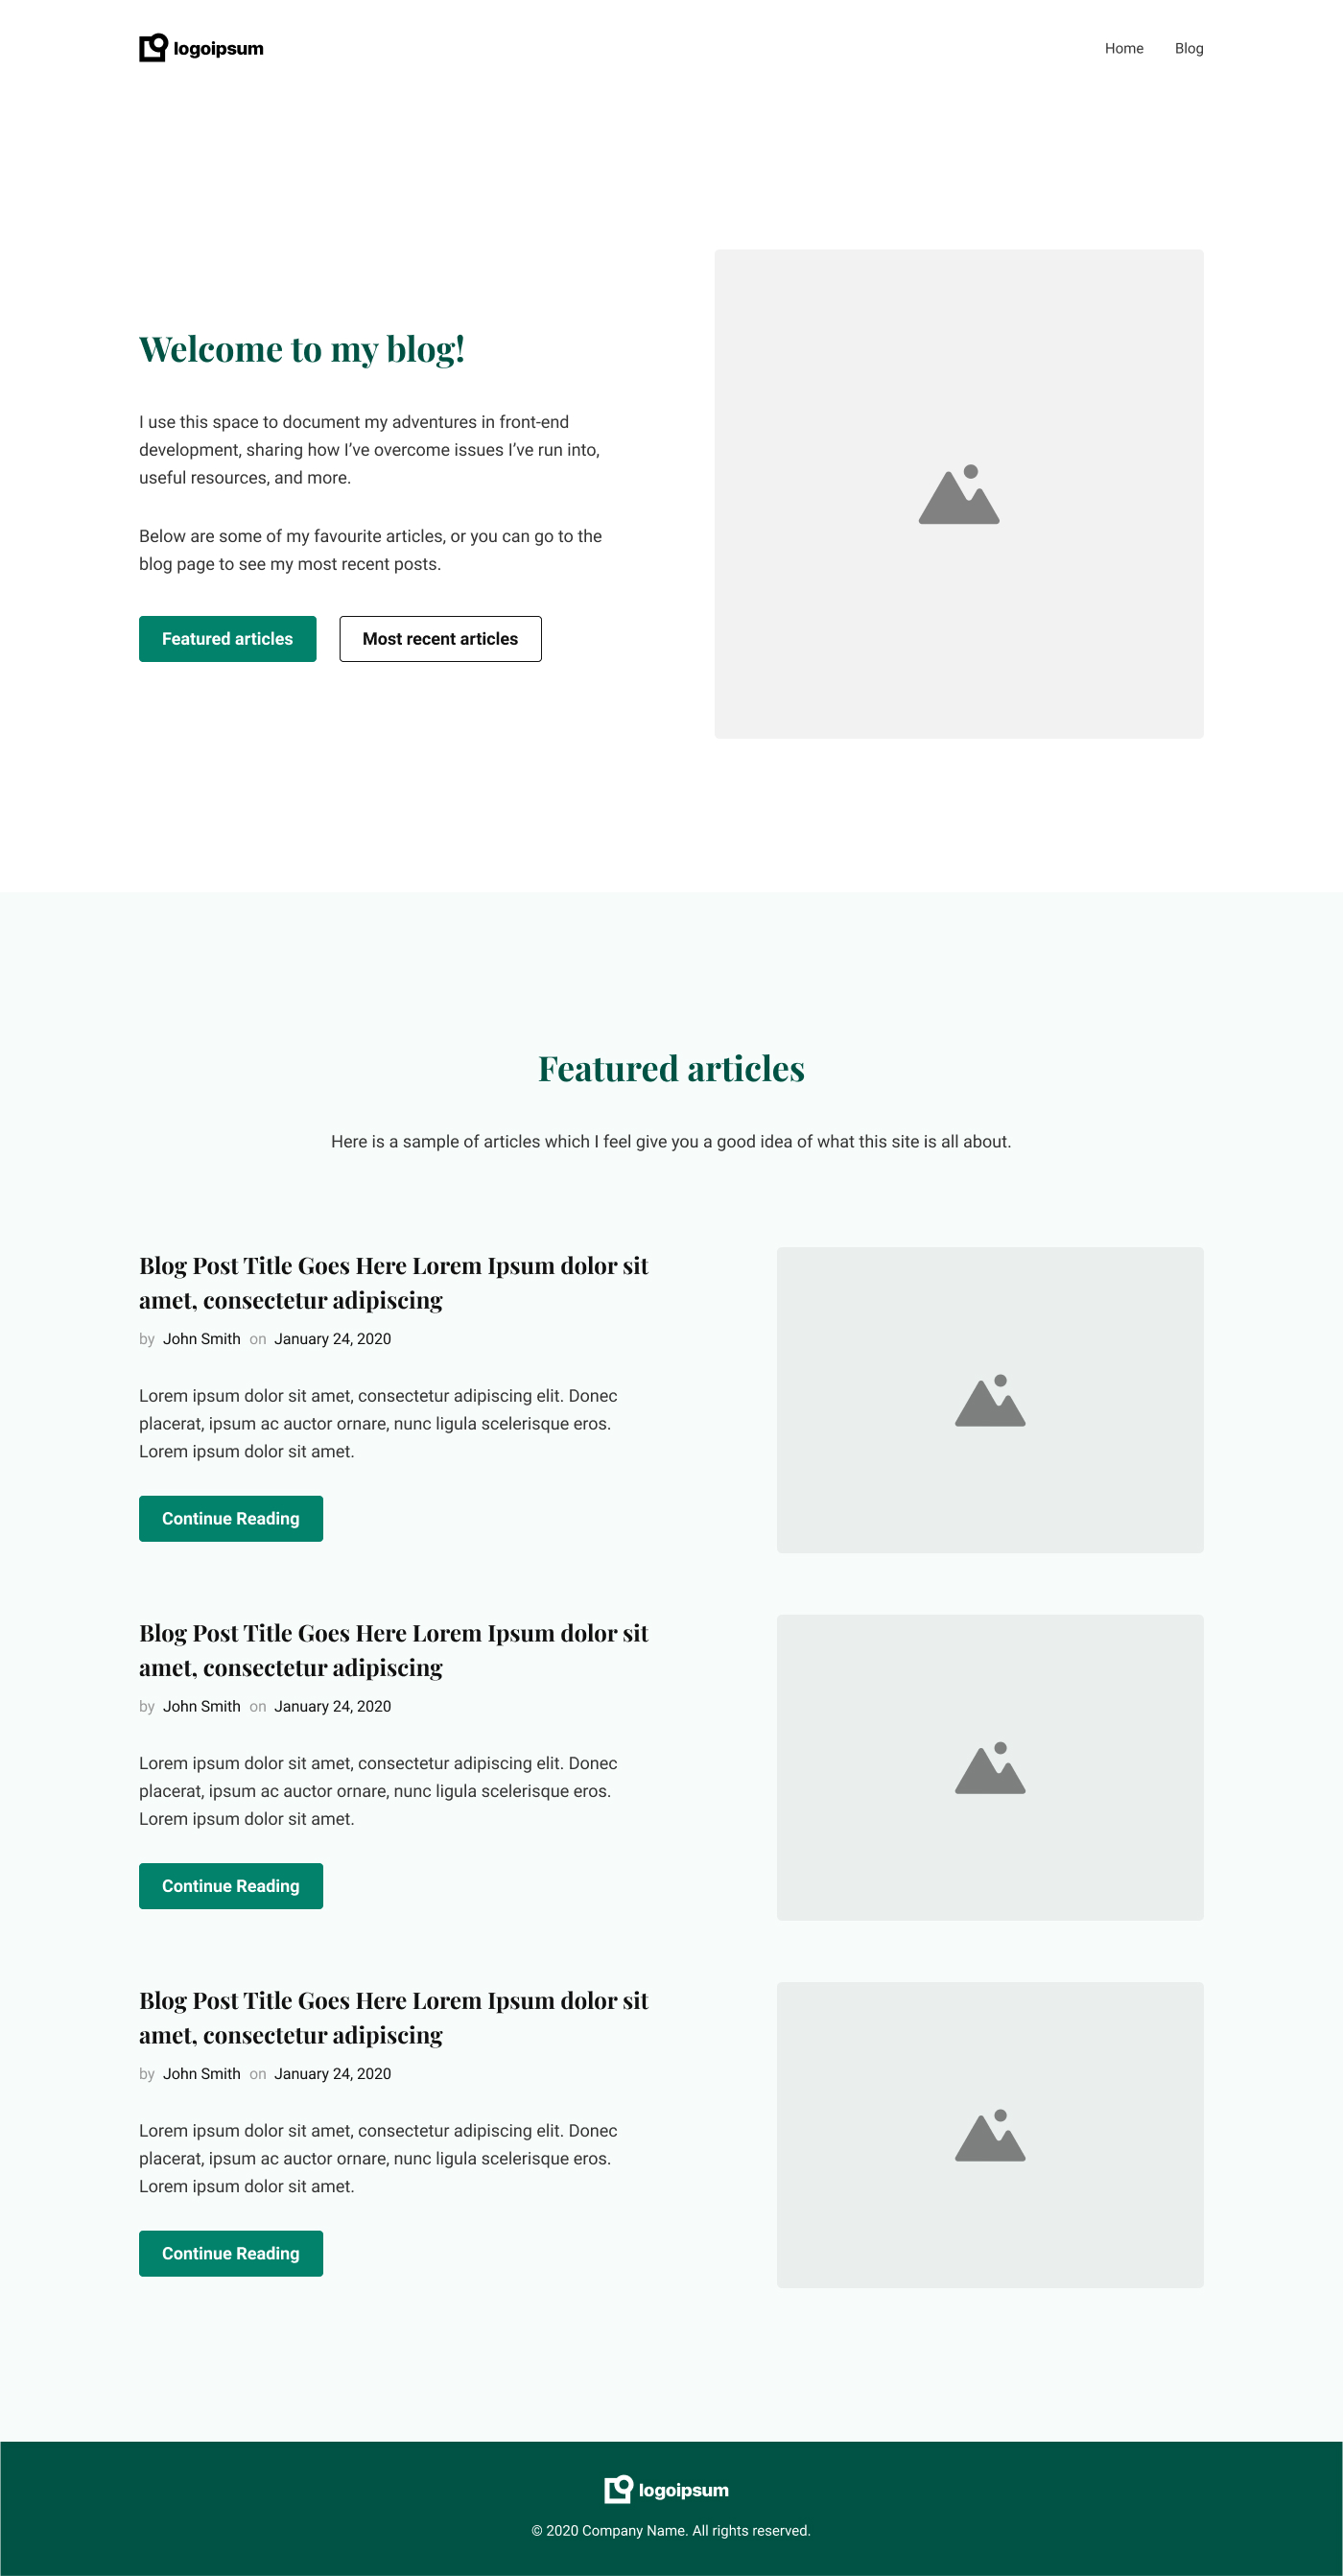 logoipsum
Home Blog
Welcome to my blog!
I use this space to document my adventures in front-end
development, sharing how I’ve overcome issues I’ve run into,
useful resources, and more.
Below are some of my favourite articles, or you can go to the
blog page to see my most recent posts.
Featured articles Most recent articles
Featured articles
Here is a sample of articles which I feel give you a good idea of what this site is all about.
Blog Post Title Goes Here Lorem Ipsum dolor sit
amet, consectetur adipiscing
by John Smith on January 24, 2020
Lorem ipsum dolor sit amet, consectetur adipiscing elit. Donec
placerat, ipsum ac auctor ornare, nunc ligula scelerisque eros.
Lorem ipsum dolor sit amet.
Continue Reading
Blog Post Title Goes Here Lorem Ipsum dolor sit
amet, consectetur adipiscing
by John Smith on January 24, 2020
Lorem ipsum dolor sit amet, consectetur adipiscing elit. Donec
placerat, ipsum ac auctor ornare, nunc ligula scelerisque eros.
Lorem ipsum dolor sit amet.
Continue Reading
Blog Post Title Goes Here Lorem Ipsum dolor sit
amet, consectetur adipiscing
by John Smith on January 24, 2020
Lorem ipsum dolor sit amet, consectetur adipiscing elit. Donec
placerat, ipsum ac auctor ornare, nunc ligula scelerisque eros.
Lorem ipsum dolor sit amet.
Continue Reading
logoipsum
© 2020 Company Name. All rights reserved.